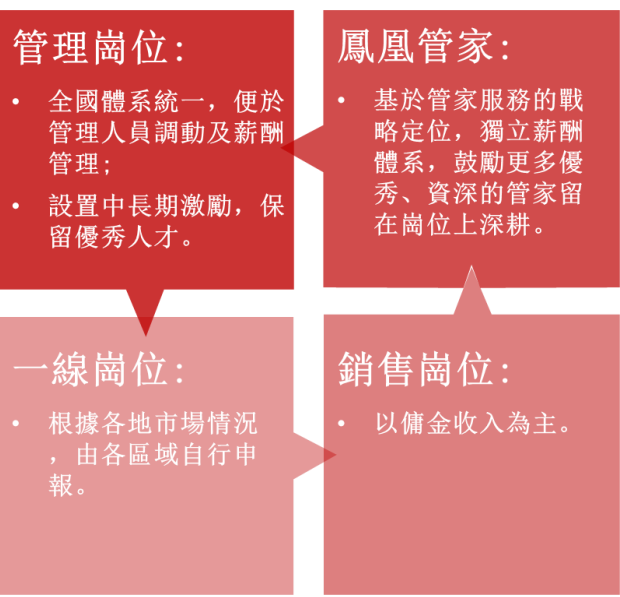 管理崗位:
• 全國體系統一，便於
管理人員調動及薪酬
管理;
• 設置中長期激勵，保
留優秀人才。
鳳凰管家:
• 基於管家服務的戰
略定位，獨立薪酬
體系，鼓勵更多優
秀、資深的管家留
在崗位上深耕。
一線崗位:
• 根據各地市場情況
，由各區域自行申
報。
銷售崗位:
• 以傭金收入為主。